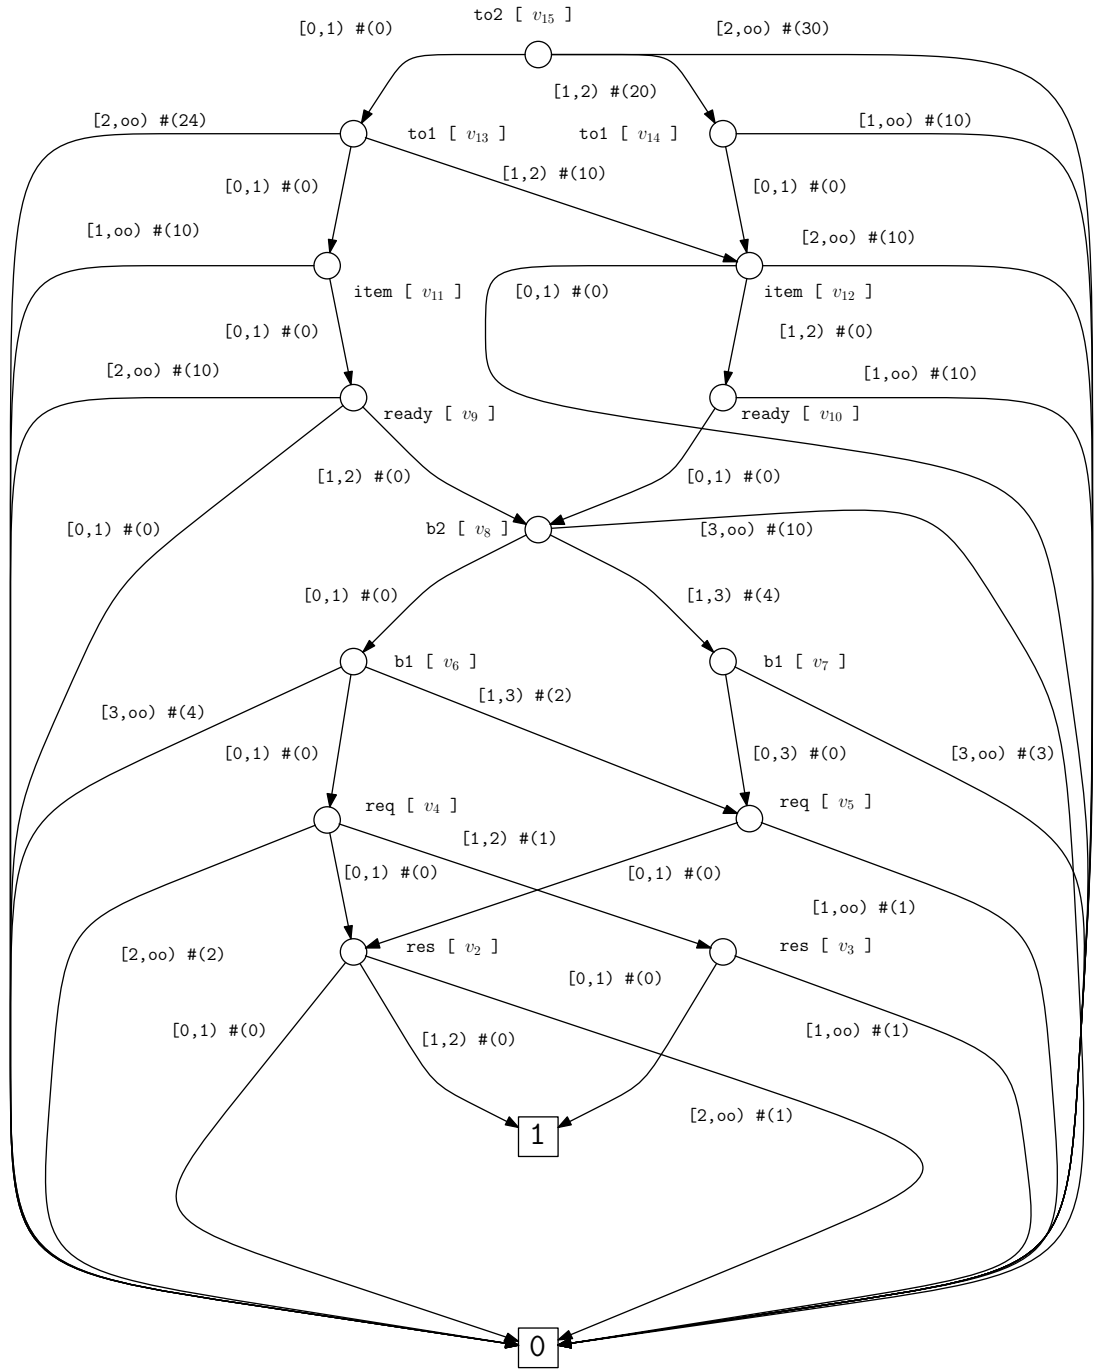 to2 [ v15 ]
[0,1) #(0)
[2,oo) #(30)
[1,2) #(20)
[2,oo) #(24)
to1 [ v13 ]
to1 [ v14 ]
[1,oo) #(10)
[1,2) #(10)
[0,1) #(0)
[0,1) #(0)
[1,oo) #(10)
[2,oo) #(10)
item [ v11 ]
[0,1) #(0)
item [ v12 ]
[0,1) #(0)
[1,2) #(0)
[2,oo) #(10)
[1,oo) #(10)
ready [ v9 ]
ready [ v10 ]
[1,2) #(0)
[0,1) #(0)
[0,1) #(0)
b2 [ v8 ]
[3,oo) #(10)
[0,1) #(0)
[1,3) #(4)
b1 [ v6 ]
b1 [ v7 ]
[1,3) #(2)
[3,oo) #(4)
[0,1) #(0)
[0,3) #(0)
[3,oo) #(3)
req [ v4 ]
req [ v5 ]
[1,2) #(1)
[0,1) #(0)
[0,1) #(0)
[1,oo) #(1)
[2,oo) #(2)
res [ v2 ]
res [ v3 ]
[0,1) #(0)
[0,1) #(0)
[1,2) #(0)
[1,oo) #(1)
[2,oo) #(1)
1
0